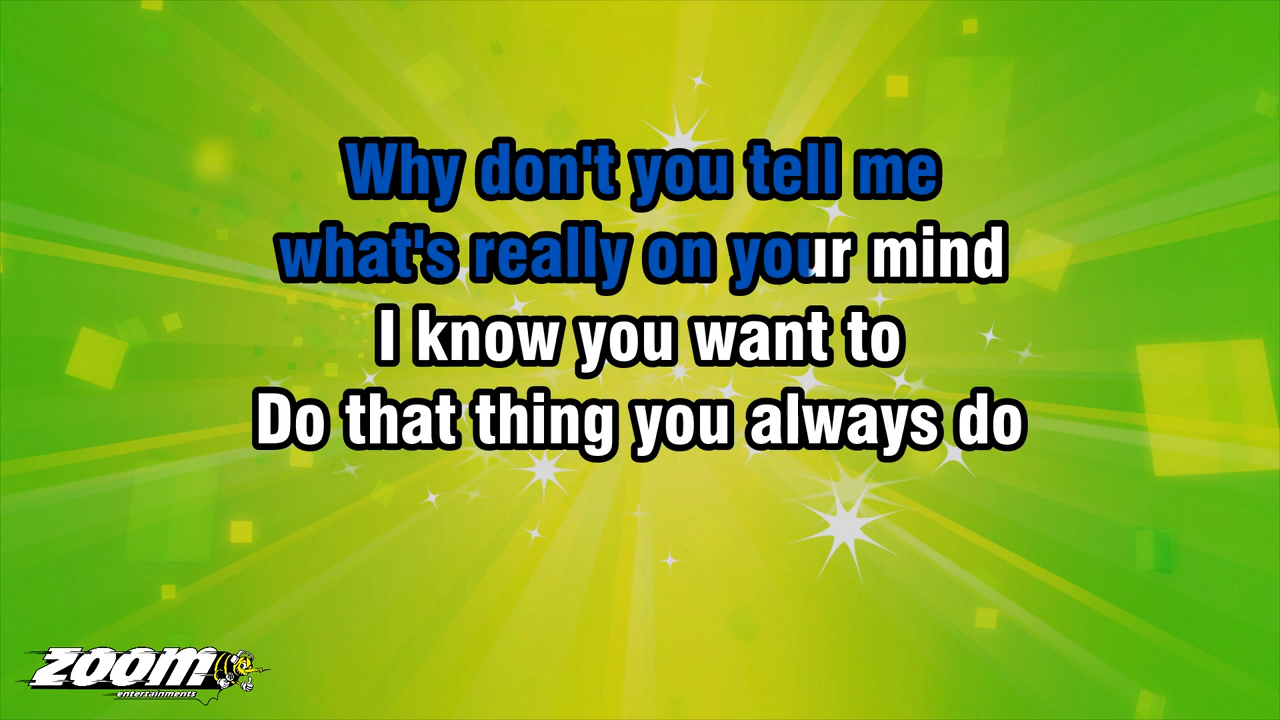 Why don't you tell me
what's really on your mind
I know you want to
Do that thing you always do
ZOOM
entertainments